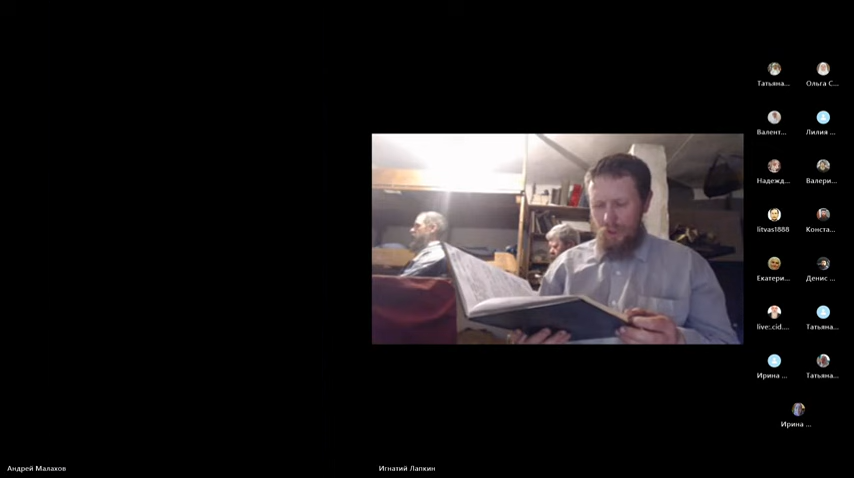 Татьяна...
Ольга С...
Валент...
Лилия ...
Надежд...
Валери...
litvas1888
Конста...
Екатери...
Денис ...
live:.cid....
Татьяна...
Ирина ...
Татьяна...
Ирина ...
Андрей Малахов
Игнатий Лапкин